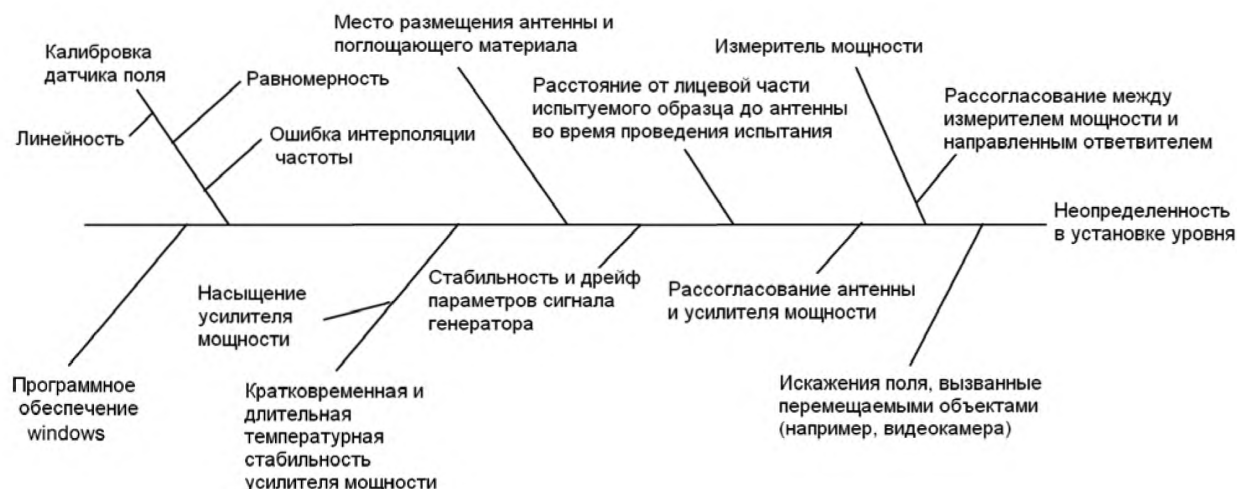 Место размещения антенны и
поглощающего материала
Измеритель мощности
Калибровка
датчика поля
Равномерность
Расстояние от лицевой части
испытуемого образца до антенны
во время проведения испытания
Рассогласование между
измерителем мощности и
направленным ответвителем
Линейность
Ошибка интерполяции
частоты
Неопределенность
в установке уровня
Насыщение
усилителя
мощности
Стабильность и дрейф
параметров сигнала
генератора
Рассогласование антенны
и усилителя мощности
Программное
обеспечение
windows
Кратковременная и
длительная
температурная
стабильность
усилителя мощности
Искажения поля, вызванные
перемещаемыми объектами
(например, видеокамера)